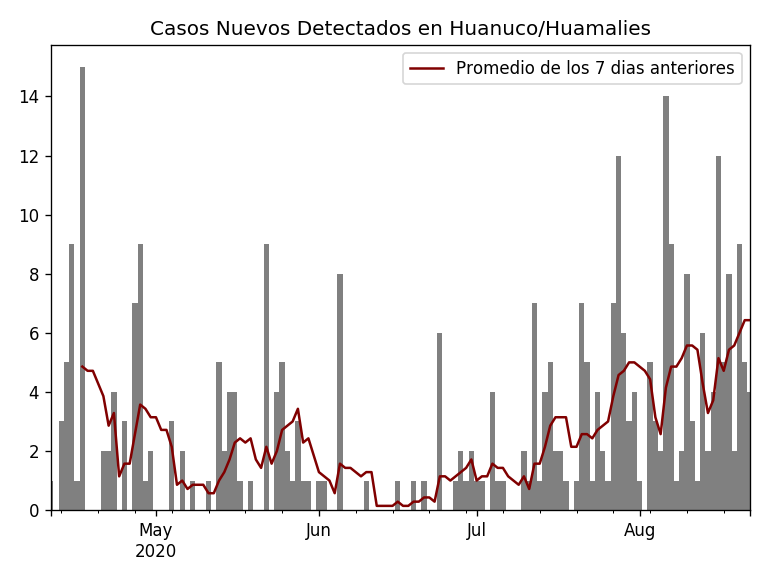 Casos Nuevos Detectados en Huanuco/Huamalies
Promedio de los 7 dias anteriores
14
12
10
8
6
4
2
0
May
2020
Jun
Jul
Aug